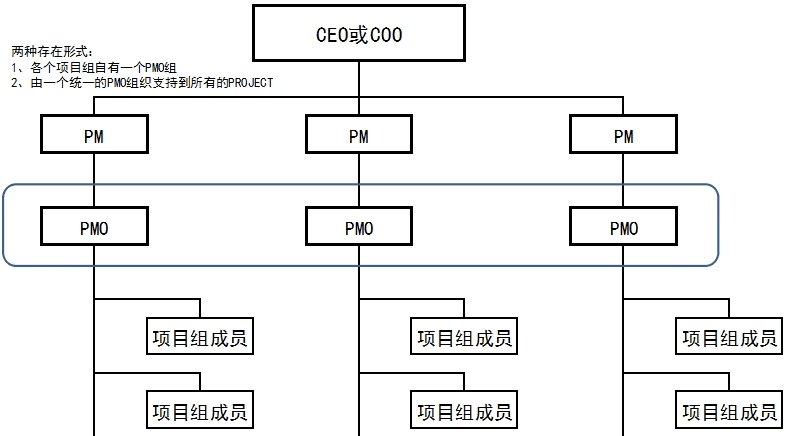 CEO或COO
两种存在形式：
1、各个项目组自有一个PMO组
2、由一个统一的PMO组织支持到所有的PROJECT
PM
PM
PM
PMO
PMO
PMO
项目组成员
项目组成员
项目组成员
项目组成员
项目组成员
项目组成员